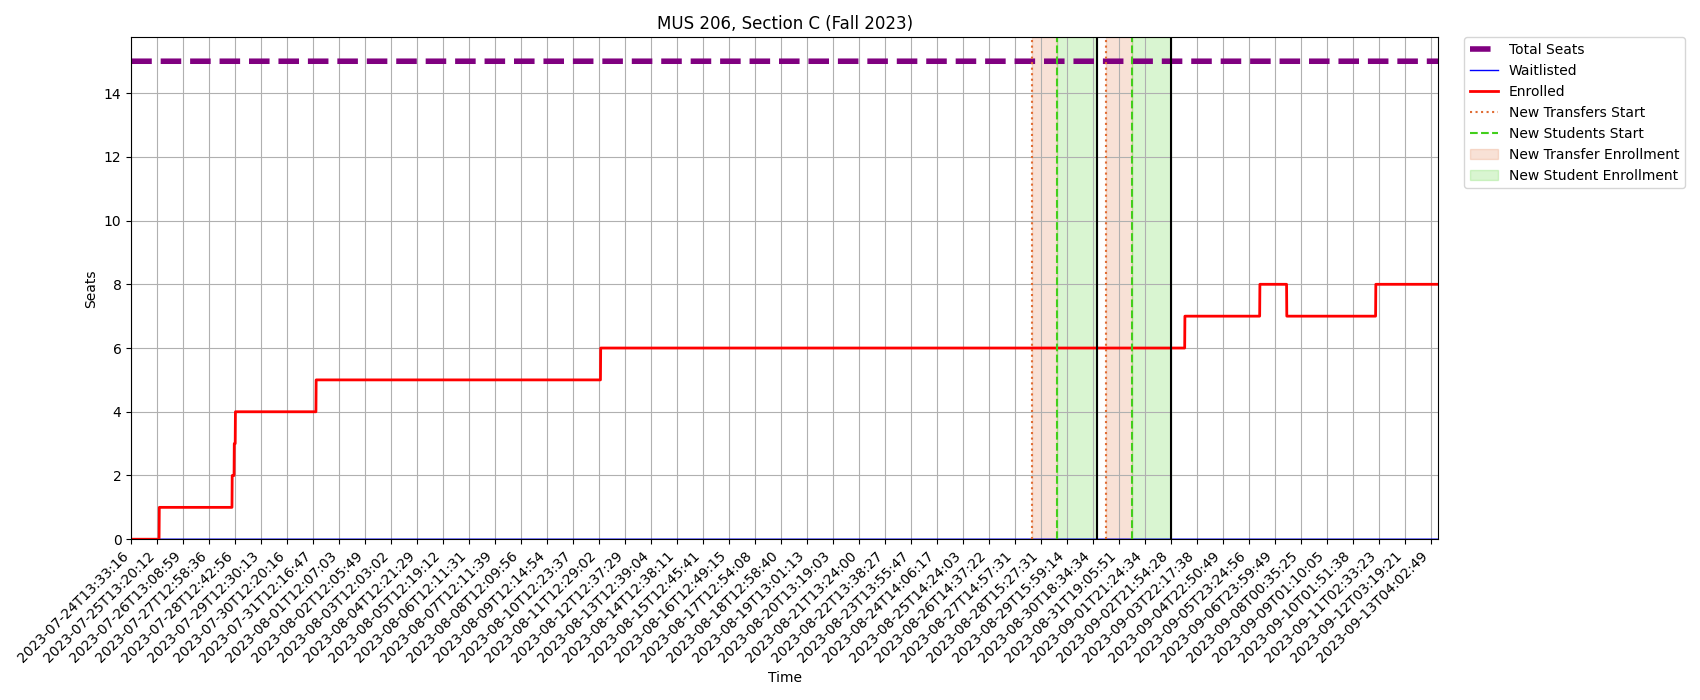 MUS 206, Section C (Fall 2023)
Total Seats
Waitlisted
Enrolled
New Transfers Start
New Students Start
New Transfer Enrollment
New Student Enrollment
Seats
14
12
10
8
6
4
2
0
2023-07-24T13:33:16
2023-07-25T13:20:12
2023-07-26T13:08:59
2023-07-27T12:58:36
2023-07-28T12:42:56
2023-07-29T12:30:13
2023-07-30T12:20:16
2023-07-31T12:16:47
2023-08-01T12:07:03
2023-08-02T12:05:49
2023-08-03T12:03:02
2023-08-04T12:21:29
2023-08-05T12:19:12
2023-08-06T12:11:31
2023-08-07T12:11:39
2023-08-08T12:09:56
2023-08-09T12:14:54
2023-08-10T12:23:37
2023-08-11T12:29:02
2023-08-12T12:37:29
2023-08-13T12:39:04
2023-08-14T12:38:11
2023-08-15T12:45:41
2023-08-16T12:49:15
2023-08-17T12:54:08
2023-08-18T12:58:40
2023-08-19T13:01:13
2023-08-20T13:19:03
2023-08-21T13:24:00
2023-08-22T13:38:27
2023-08-23T13:55:47
2023-08-24T14:06:17
2023-08-25T14:24:03
2023-08-26T14:37:22
2023-08-27T14:57:31
2023-08-28T15:27:31
2023-08-29T15:59:14
2023-08-30T18:34:34
2023-08-31T19:05:51
2023-09-01T21:24:34
2023-09-02T21:54:28
2023-09-03T22:17:38
2023-09-04T22:50:49
2023-09-05T23:24:56
2023-09-06T23:59:49
2023-09-08T00:35:25
2023-09-09T01:10:05
2023-09-10T01:51:38
2023-09-11T02:33:23
2023-09-12T03:19:21
2023-09-13T04:02:49
Time